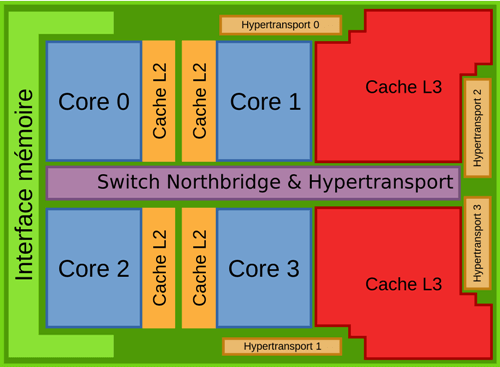 Hypertransport 0
Interface mémoire
Core 0
Cache L2
Cache L2
Core 1
Cache L3
Hypertransport 2
Switch Northbridge & Hypertransport
Core 2
Cache L2
Cache L2
Core 3
Cache L3
Hypertransport 3
Hypertransport 1